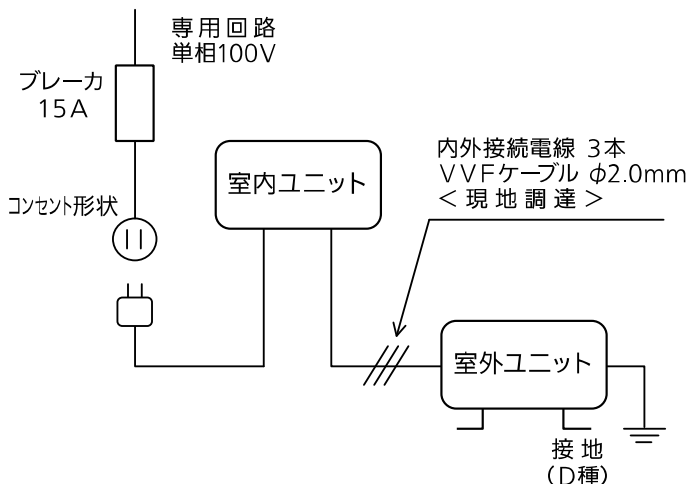 専用回路
単相100V
ブレーカ
15A
コンセント形状
室内ユニット
内外接続電線 3本
VVFケーブル φ2.0mm
＜現地調達＞
室外ユニット
接地
(D種)